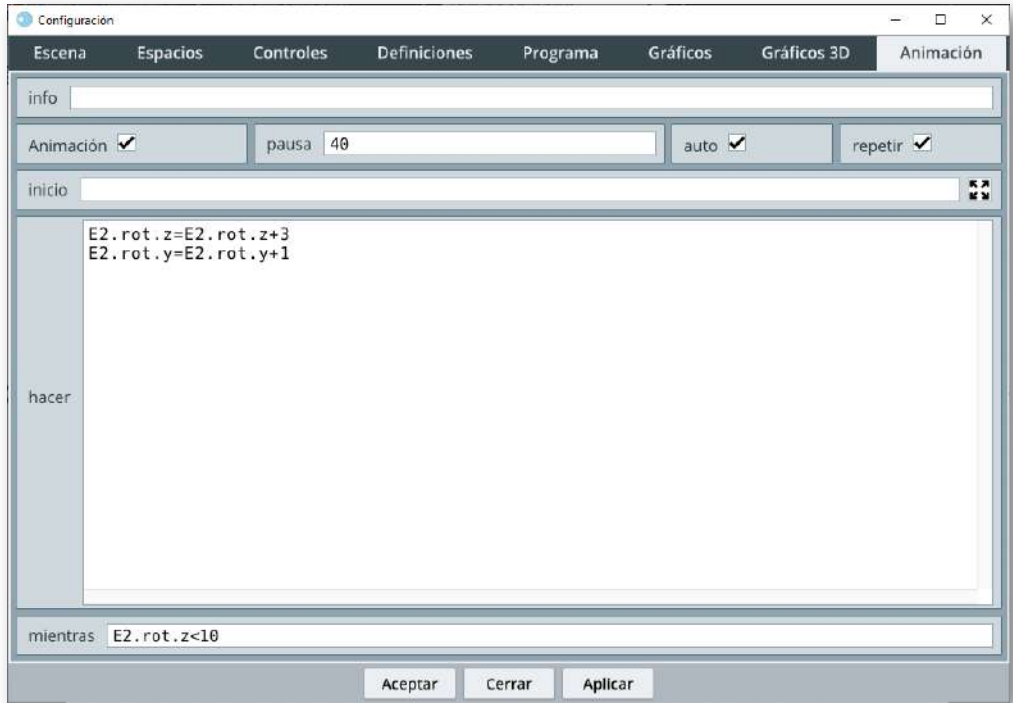 Configuración
Escena Espacios Controles Definiciones Programa Gráficos Gráficos 3D Animación
info
Animación pausa 40 auto repetir
inicio
E2.rot.z=E2.rot.z+3
E2.rot.y=E2.rot.y+1
hacer
mientras E2.rot.z<10
Aceptar Cerrar Aplicar